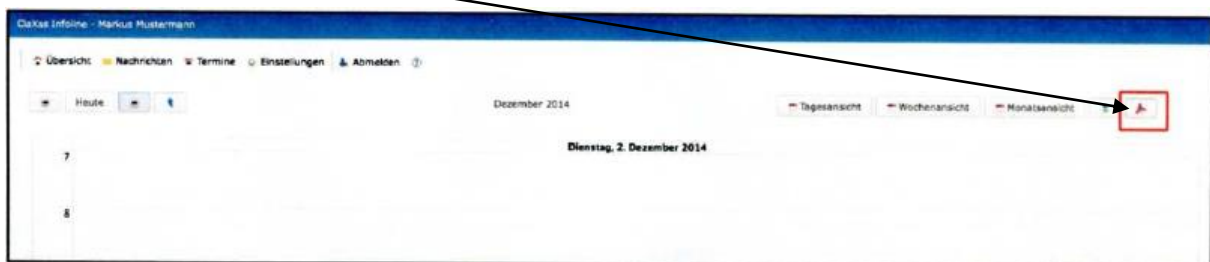 ClaXss Infoline - Markus Mustermann
Übersicht Nachrichten Termine Einstellungen Abmelden
Heute Dezember 2014 Tagesansicht Wochenansicht Monatsansicht
Dienstag, 2. Dezember 2014
7
8